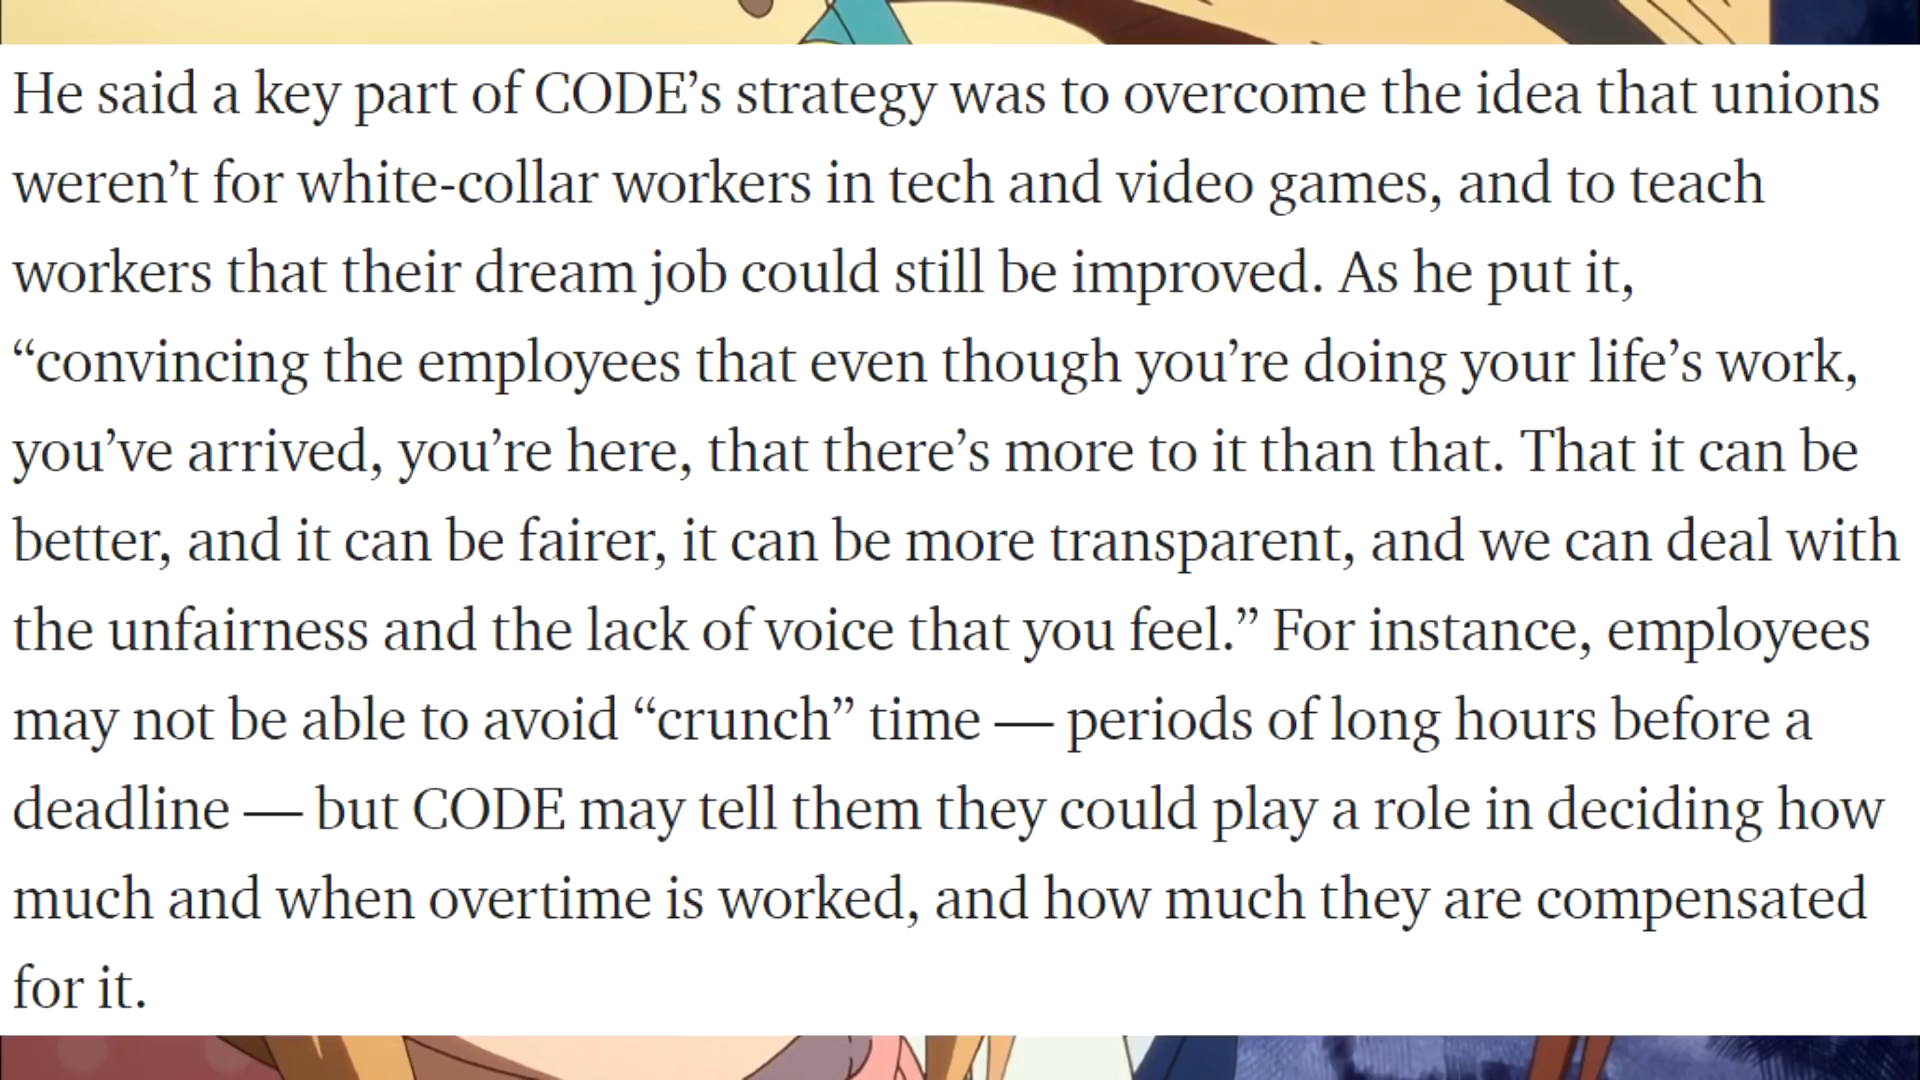 He said a key part of CODE’s strategy was to overcome the idea that unions
weren’t for white-collar workers in tech and video games, and to teach
workers that their dream job could still be improved. As he put it,
“convincing the employees that even though you’re doing your life’s work,
you’ve arrived, you’re here, that there’s more to it than that. That it can be
better, and it can be fairer, it can be more transparent, and we can deal with
the unfairness and the lack of voice that you feel.” For instance, employees
may not be able to avoid “crunch” time — periods of long hours before a
deadline — but CODE may tell them they could play a role in deciding how
much and when overtime is worked, and how much they are compensated
for it.